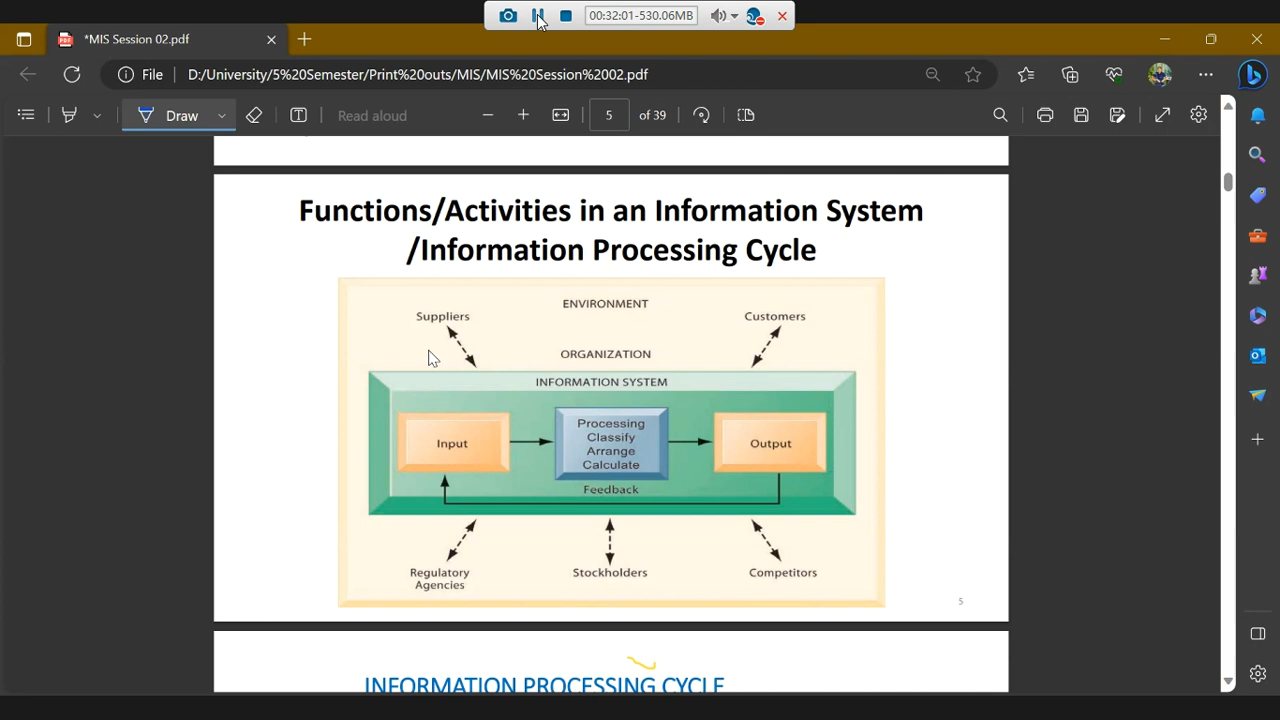 00:32:01-530.06MB
*MIS Session 02.pdf
File
D:/University/5%20Semester/Print%20outs/MIS/MIS%20Session%2002.pdf
Draw
Read aloud
5
of 39
Functions/Activities in an Information System
/Information Processing Cycle
ENVIRONMENT
Suppliers
Customers
ORGANIZATION
INFORMATION SYSTEM
Input
Processing
Classify
Arrange
Calculate
Output
Feedback
Regulatory
Agencies
Stockholders
Competitors
5
INFORMATION PROCESSING CYCLE